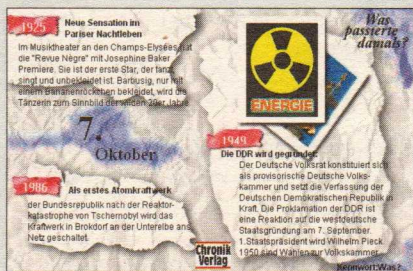 1925
Neue Sensation im
Pariser Nachtleben
Im Musiktheater an den Champs-Elysées hat
die "Revue Nègre" mit Josephine Baker
Premiere. Sie ist der erste Star, der tanzt,
singt und unbekleidet ist. Barbusig, nur mit
einem Bananenröckchen bekleidet, wird die
Tänzerin zum Sinnbild der wilden 20er Jahre.
7.
Oktober
1986
Als erstes Atomkraftwerk
der Bundesrepublik nach der Reaktor-
katastrophe von Tschernobyl wird das
Kraftwerk in Brokdorf an der Unterelbe ans
Netz geschaltet.
Was
passierte
damals?
ENERGIE
1949
Die DDR wird gegründet:
Der Deutsche Volksrat konstituiert sich
als provisorische Deutsche Volks-
kammer und setzt die Verfassung der
Deutschen Demokratischen Republik in
Kraft. Die Proklamation der DDR ist
eine Reaktion auf die westdeutsche
Staatsgründung am 7. September.
1.Staatspräsident wird Wilhelm Pieck.
1950 sind Wahlen zur Volkskammer.
Chronik
Verlag
Kennwort:Was?